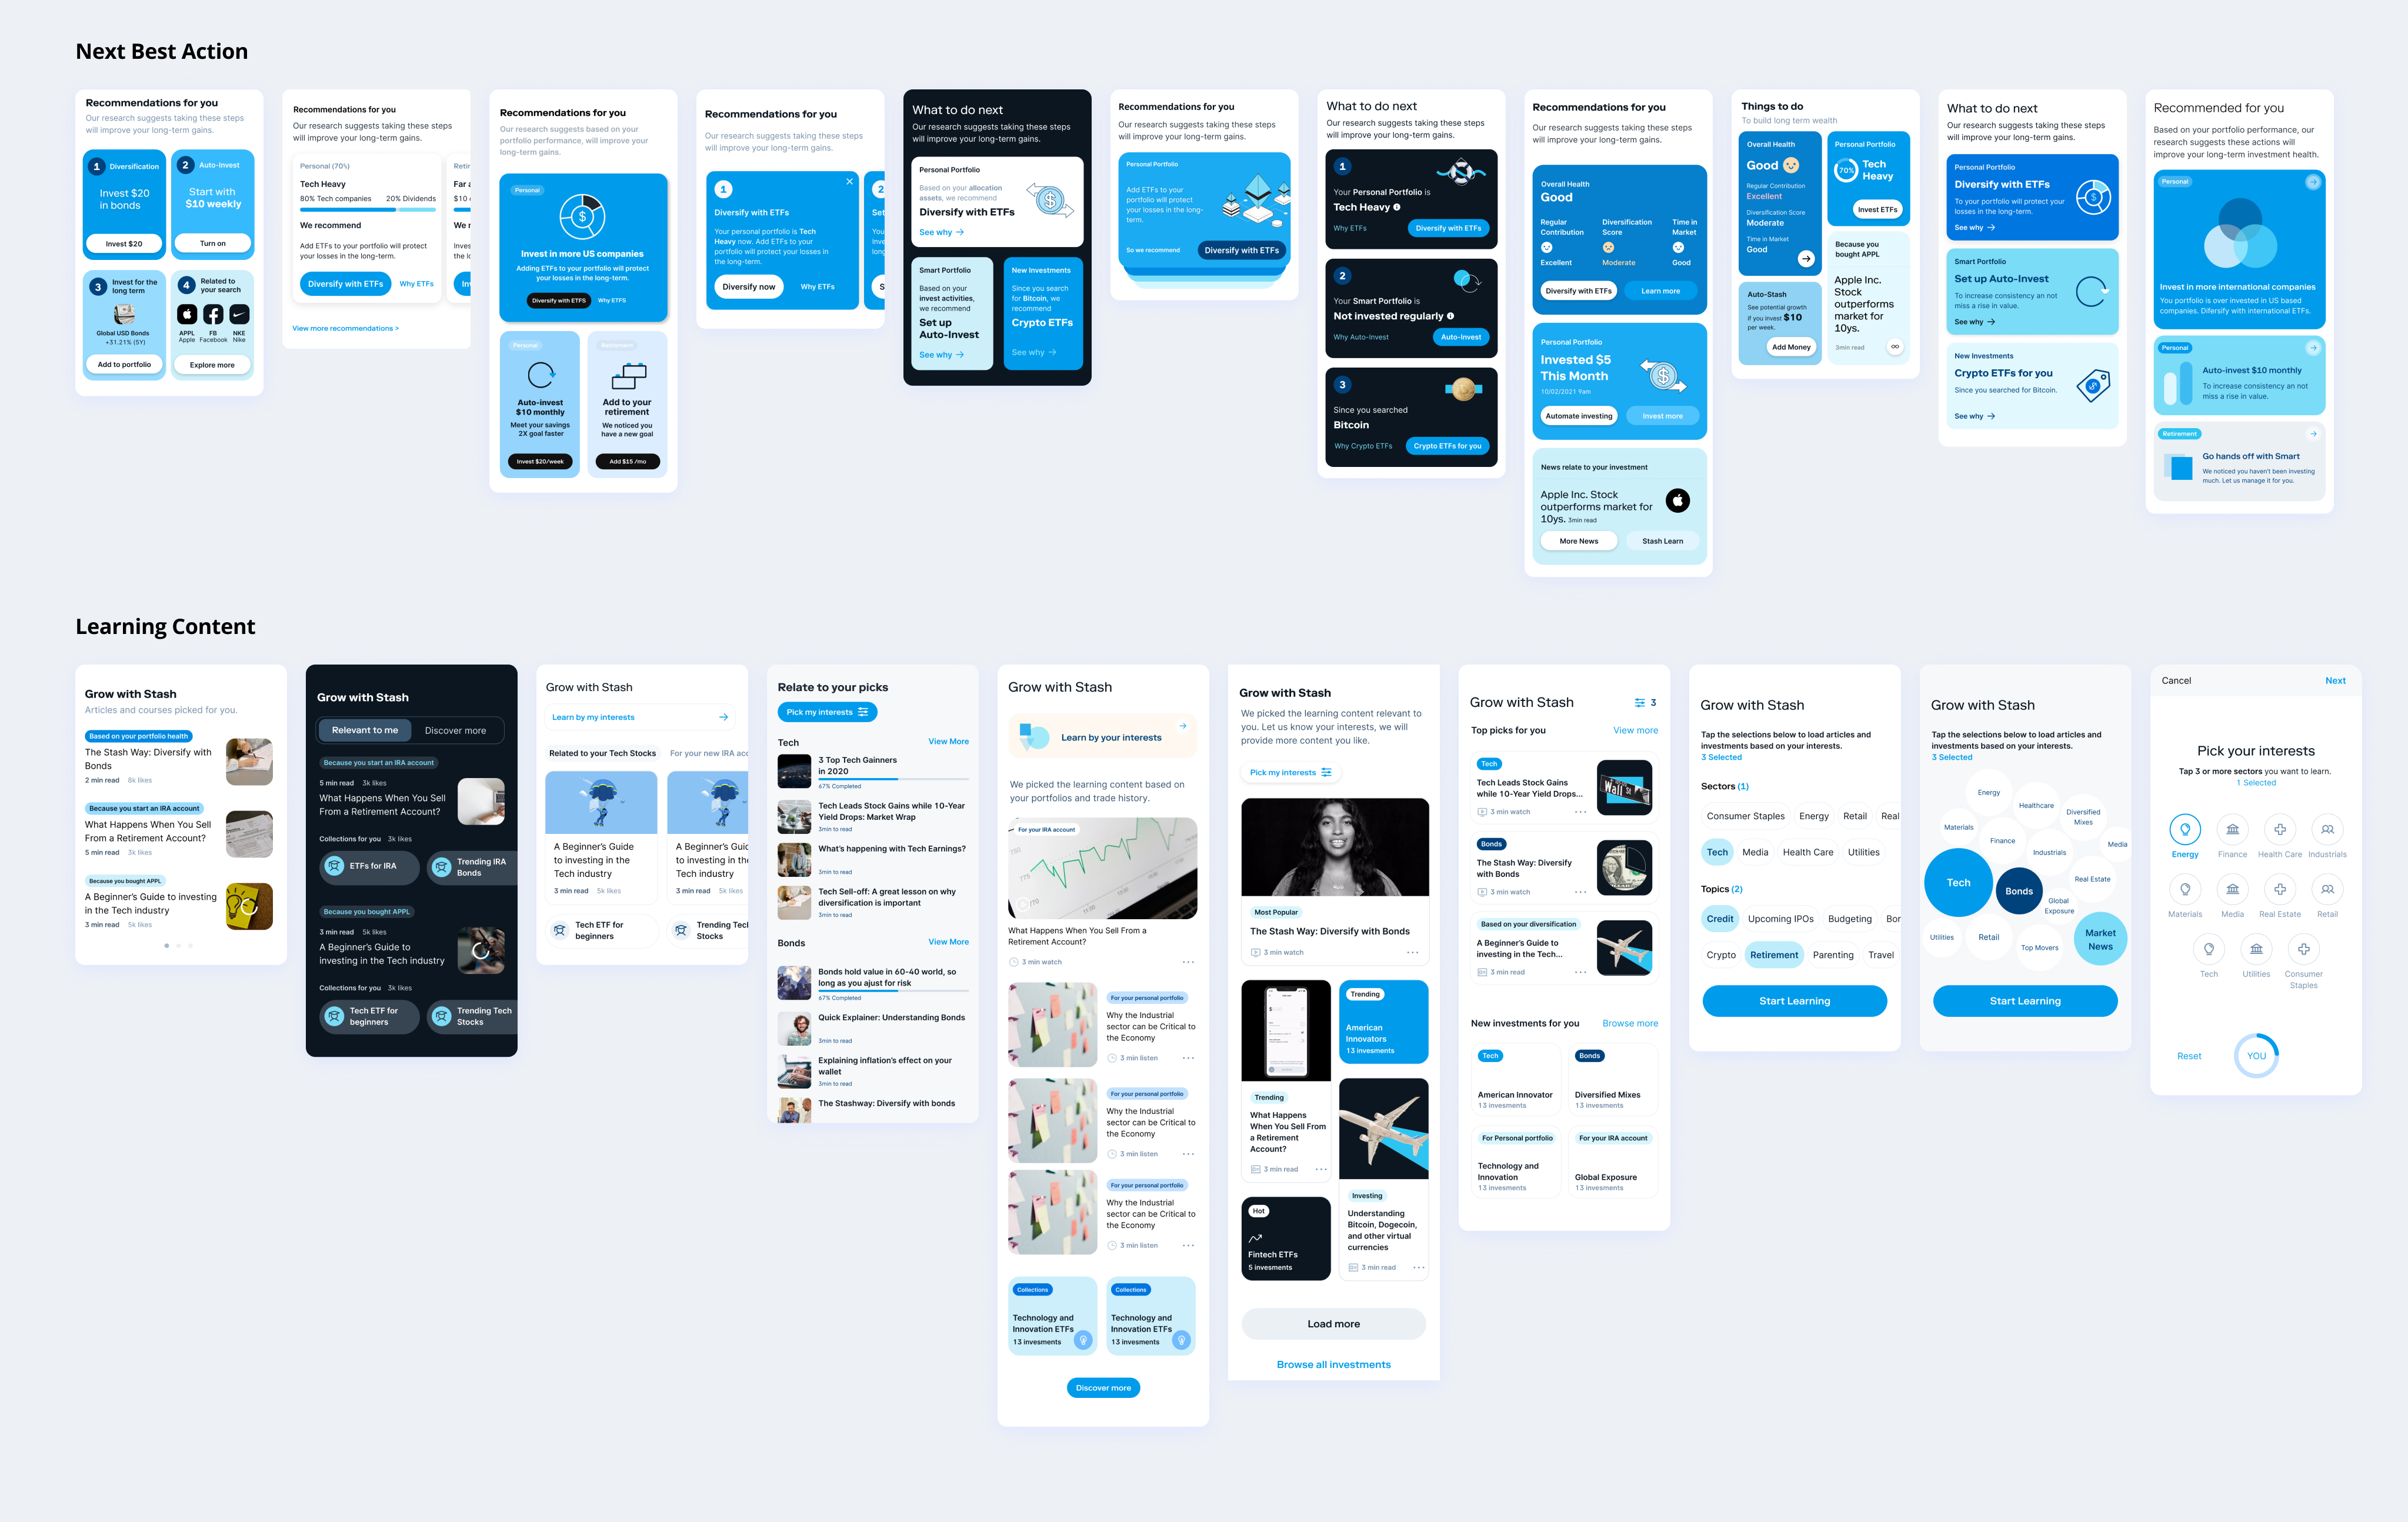 Next Best Action
Recommendations for you
Our research suggests taking these steps
will improve your long-term gains.
1 Diversification
Invest $20
in bonds
Invest $20
2 Auto-Invest
Start with
$10 weekly
Turn on
3 Invest for the
long term
Global USD Bonds
+31.21% (5Y)
Add to portfolio
4 Related to
your search
APPL FB NKE
Apple Facebook Nike
Explore more
Recommendations for you
Our research suggests taking these steps
will improve your long-term gains.
Personal (70%)
Tech Heavy
80% Tech companies 20% Dividends
We recommend
Add ETFs to your portfolio will protect
your losses in the long-term.
Diversify with ETFs Why ETFs
Retir
Far a
$10
We r
Inves
the lo
In
View more recommendations >
Recommendations for you
Our research suggests based on your
portfolio performance, will improve your
long-term gains.
Personal
$
Invest in more US companies
Adding ETFs to your portfolio will protect
your losses in the long-term.
Diversify with ETFS Why ETFS
Personal
Auto-invest
$10 monthly
Meet your savings
2X goal faster
Invest $20/week
Retirement
Add to your
retirement
We noticed you
have a new goal
Add $15 /mo
Recommendations for you
Our research suggests taking these steps
will improve your long-term gains.
1
Diversify with ETFs
Your personal portfolio is Tech
Heavy now. Add ETFs to your
portfolio will protect your losses in
the long-term.
Diversify now Why ETFs
2
Set
You
Inve
long
S
What to do next
Our research suggests taking these steps
will improve your long-term gains.
Personal Portfolio
Based on your allocation
assets, we recommend
Diversify with ETFs
See why
$
Smart Portfolio
Based on your
invest activities,
we recommend
Set up
Auto-Invest
See why
New Investments
Since you search
for Bitcoin, we
recommend
Crypto ETFs
See why
Recommendations for you
Our research suggests taking these steps
will improve your long-term gains.
Personal Portfolio
Add ETFs to your
portfolio will protect
your losses in the long-
term.
So we recommend Diversify with ETFs
What to do next
Our research suggests taking these steps
will improve your long-term gains.
1
Your Personal Portfolio is
Tech Heavy
Why ETFs Diversify with ETFs
2
Your Smart Portfolio is
Not invested regularly
Why Auto-Invest Auto-Invest
3
Since you searched
Bitcoin
Why Crypto ETFs Crypto ETFs for you
Recommendations for you
Our research suggests taking these steps
will improve your long-term gains.
Overall Health
Good
Regular Diversification Time in
Contribution Score Market
Excellent Moderate Good
Diversify with ETFs Learn more
Personal Portfolio
Invested $5
This Month
10/02/2021 9am
$
Automate investing Invest more
News relate to your investment
Apple Inc. Stock
outperforms market for
10ys. 3min read
More News Stash Learn
Things to do
To build long term wealth
Overall Health
Good
Regular Contribution
Excellent
Diversification Score
Moderate
Time in Market
Good
Personal Portfolio
70% Tech
Heavy
Invest ETFs
Auto-Stash
See potential growth
if you invest $10
per week.
Add Money
Because you
bought APPL
Apple Inc.
Stock
outperforms
market for
10ys.
3min read
What to do next
Our research suggests taking these steps
will improve your long-term gains.
Personal Portfolio
Diversify with ETFs
To your portfolio will protect your
losses in the long-term.
See why
$
Smart Portfolio
Set up Auto-Invest
To increase consistency an not
miss a rise in value.
See why
New Investments
Crypto ETFs for you
Since you searched for Bitcoin.
See why
Recommended for you
Based on your portfolio performance, our
research suggests these actions will
improve your long-term investment health.
Personal
Invest in more international companies
You portfolio is over invested in US based
companies. Difersify with international ETFs.
Personal
Auto-invest $10 monthly
To increase consistency an not
miss a rise in value.
Retirement
Go hands off with Smart
We noticed you haven't been investing
much. Let us manage it for you.
Learning Content
Grow with Stash
Articles and courses picked for you.
Based on your portfolio health
The Stash Way: Diversify with
Bonds
2 min read 8k likes
Because you start an IRA account
What Happens When You Sell
From a Retirement Account?
5 min read 3k likes
Because you bought APPL
A Beginner's Guide to investing
in the Tech industry
3 min read 5k likes
Grow with Stash
Relevant to me Discover more
Because you start an IRA account
5 min read 3k likes
What Happens When You Sell
From a Retirement Account?
Collections for you 3k likes
ETFs for IRA
Trending IRA
Bonds
Because you bought APPL
3 min read 5k likes
A Beginner's Guide to
investing in the Tech industry
Collections for you 3k likes
Tech ETF for
beginners
Trending Tech
Stocks
Grow with Stash
Learn by my interests
Related to your Tech Stocks For your new IRA acc
A Beginner's Guide
to investing in the
Tech industry
3 min read 5k likes
A Beginner's Guid
to investing in the
Tech industry
3 min read 5k likes
Tech ETF for
beginners
Trending Tech
Stocks
Relate to your picks
Pick my interests
Tech View More
3 Top Tech Gainners
in 2020
67% Completed
Tech Leads Stock Gains while 10-Year
Yield Drops: Market Wrap
3min to read
What's happening with Tech Earnings?
3min to read
Tech Sell-off: A great lesson on why
diversification is important
3min to read
Bonds View More
Bonds hold value in 60-40 world, so
long as you ajust for risk
67% Completed
Quick Explainer: Understanding Bonds
3min to read
Explaining inflation's effect on your
wallet
3min to read
The Stashway: Diversify with bonds
Grow with Stash
Learn by your interests
We picked the learning content based on
your portfolios and trade history.
For your IRA account
What Happens When You Sell From a
Retirement Account?
3 min watch
For your personal portfolio
Why the Industrial
sector can be Critical to
the Economy
3 min listen
For your personal portfolio
Why the Industrial
sector can be Critical to
the Economy
3 min listen
For your personal portfolio
Why the Industrial
sector can be Critical to
the Economy
3 min listen
Collections
Technology and
Innovation ETFs
13 invesments
Collections
Technology and
Innovation ETFs
13 invesments
Discover more
Grow with Stash
We picked the learning content relevant to
you. Let us know your interests, we will
provide more content you like.
Pick my interests
Most Popular
The Stash Way: Diversify with Bonds
3 min watch
Trending
What Happens
When You Sell From
a Retirement
Account?
3 min read
Trending
American
Innovators
13 invesments
Hot
Fintech ETFs
5 invesments
Investing
Understanding
Bitcoin, Dogecoin,
and other virtual
currencies
3 min read
Load more
Browse all investments
Grow with Stash 3
Top picks for you View more
Tech
Tech Leads Stock Gains
while 10-Year Yield Drops...
3 min watch
Wall St
Bonds
The Stash Way: Diversify
with Bonds
3 min watch
Based on your diversification
A Beginner's Guide to
investing in the Tech...
3 min read
New investments for you Browse more
Tech
American Innovator
13 invesments
Bonds
Diversified Mixes
13 invesments
For Personal portfolio
Technology and
Innovation
13 invesments
For your IRA account
Global Exposure
13 invesments
Grow with Stash
Tap the selections below to load articles and
investments based on your interests.
3 Selected
Sectors (1)
Consumer Staples Energy Retail Real
Tech Media Health Care Utilities
Topics (2)
Credit Upcoming IPOs Budgeting Bor
Crypto Retirement Parenting Travel
Start Learning
Grow with Stash
Tap the selections below to load articles and
investments based on your interests.
3 Selected
Energy
Healthcare
Diversified
Mixes
Materials
Finance
Industrials
Media
Tech
Bonds
Real Estate
Global
Exposure
Utilities
Retail
Top Movers
Market
News
Start Learning
Cancel Next
Pick your interests
Tap 3 or more sectors you want to learn.
1 Selected
Energy Finance Health Care Industrials
Materials Media Real Estate Retail
Tech Utilities Consumer
Staples
Reset YOU